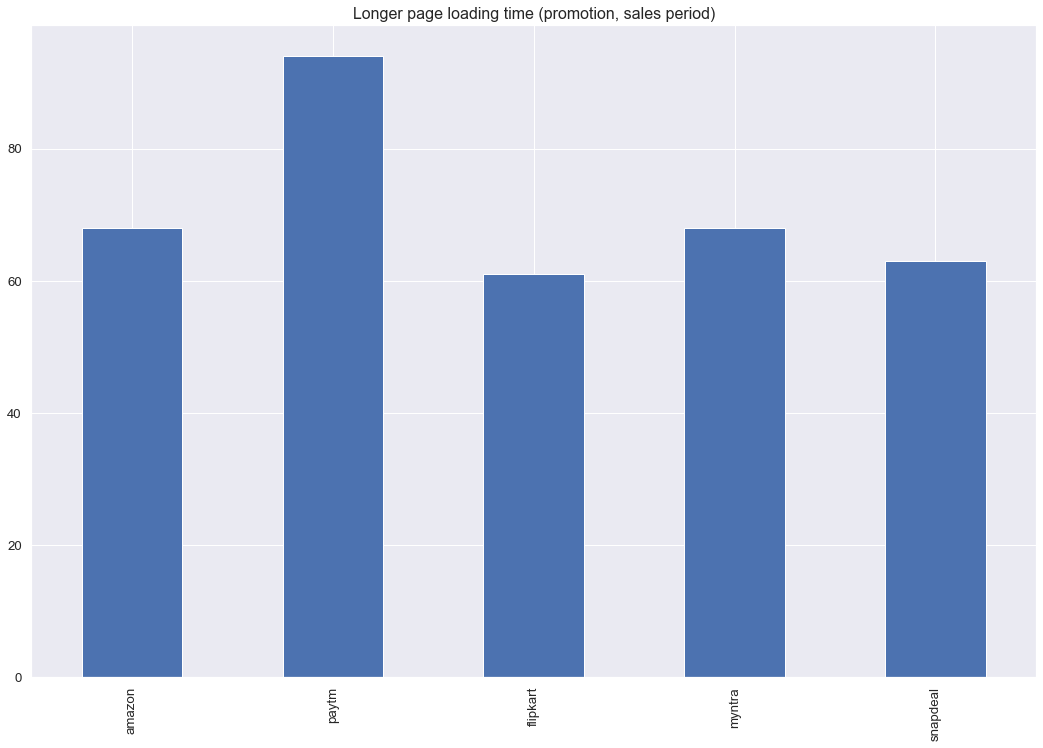 Longer page loading time (promotion, sales period)
80
60
40
20
0
amazon
paytm
flipkart
myntra
snapdeal